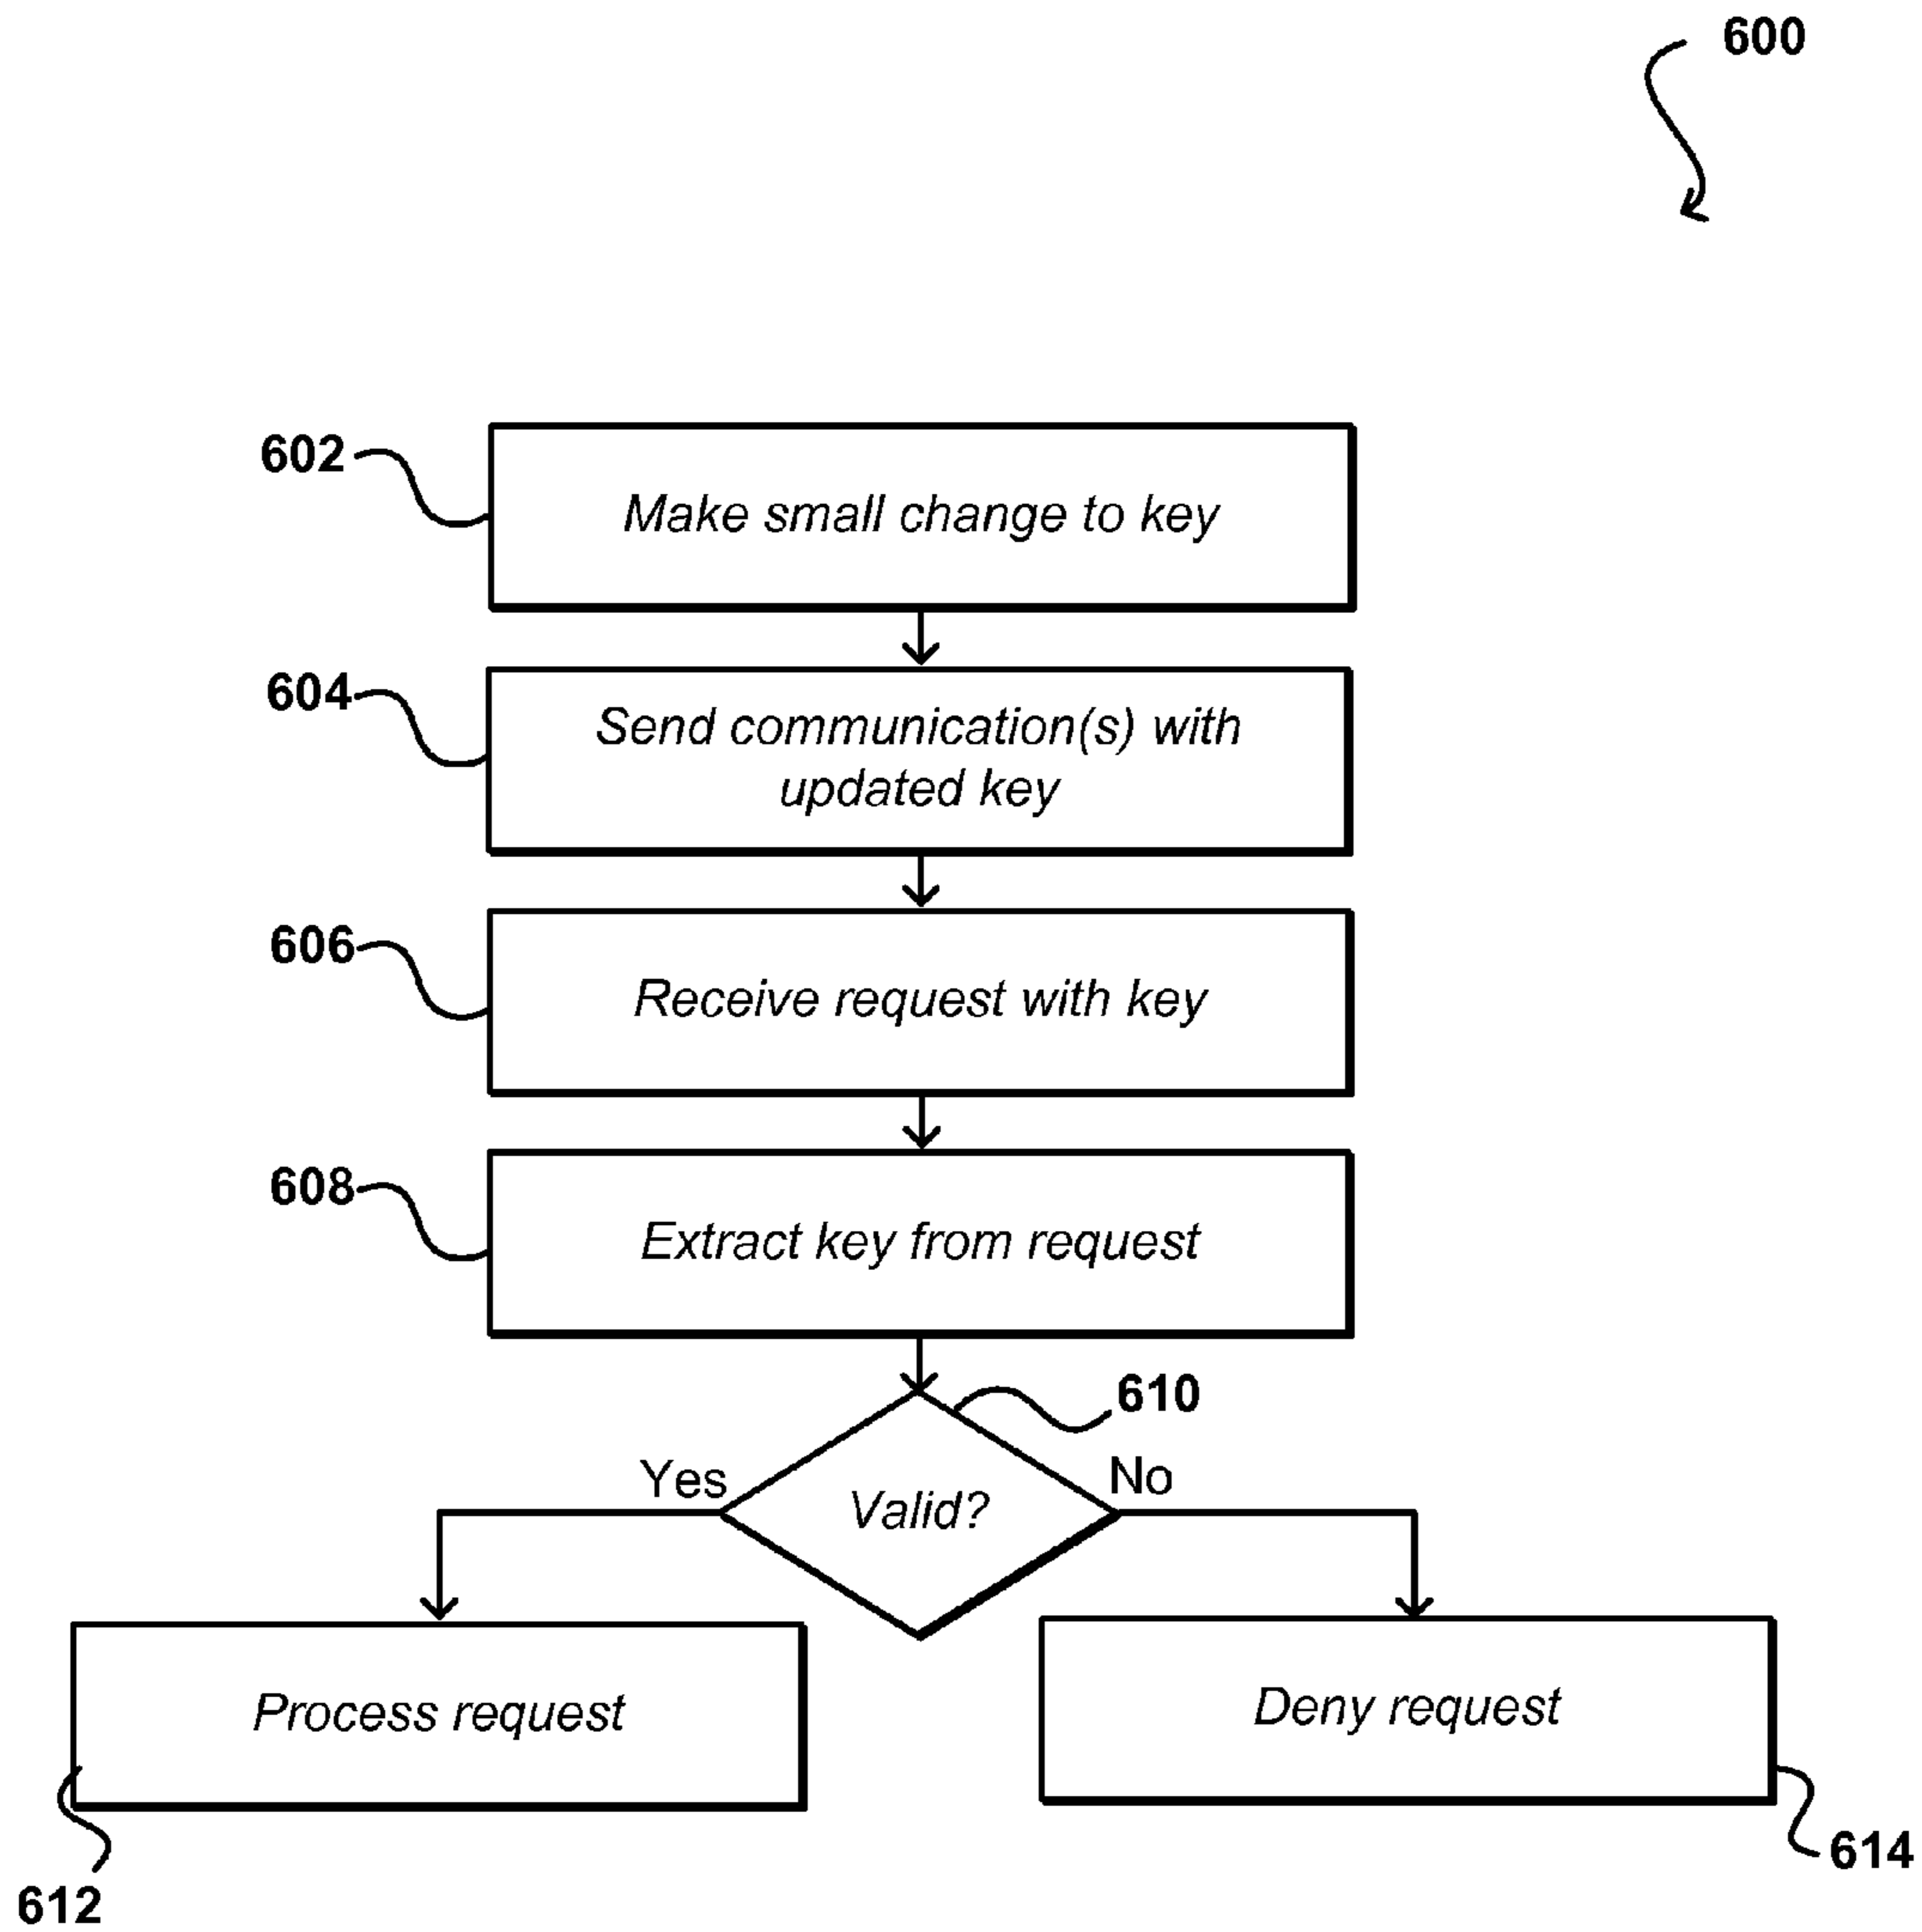 600
602
Make small change to key
604
Send communication(s) with
updated key
606
Receive request with key
608
Extract key from request
610
Yes
No
Valid?
Process request
Deny request
612
614